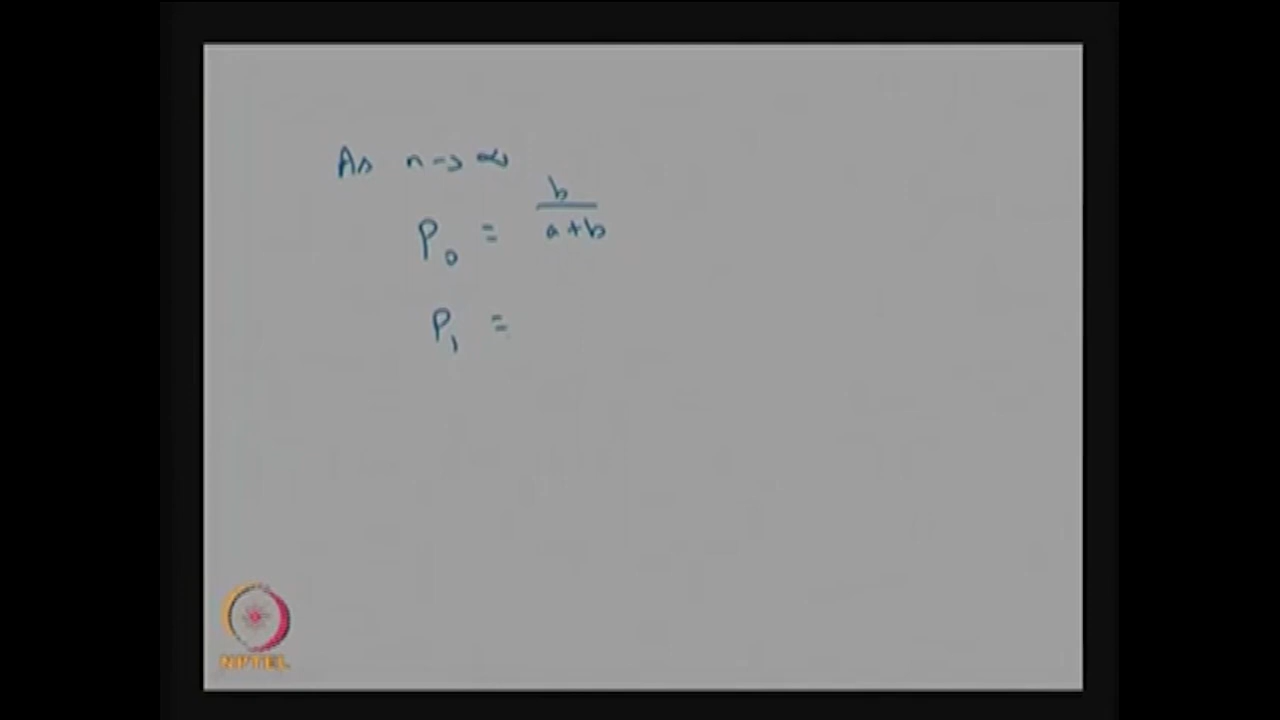 As n → ∞
P₀ = b / (a + b)
P₁ =
NPTEL